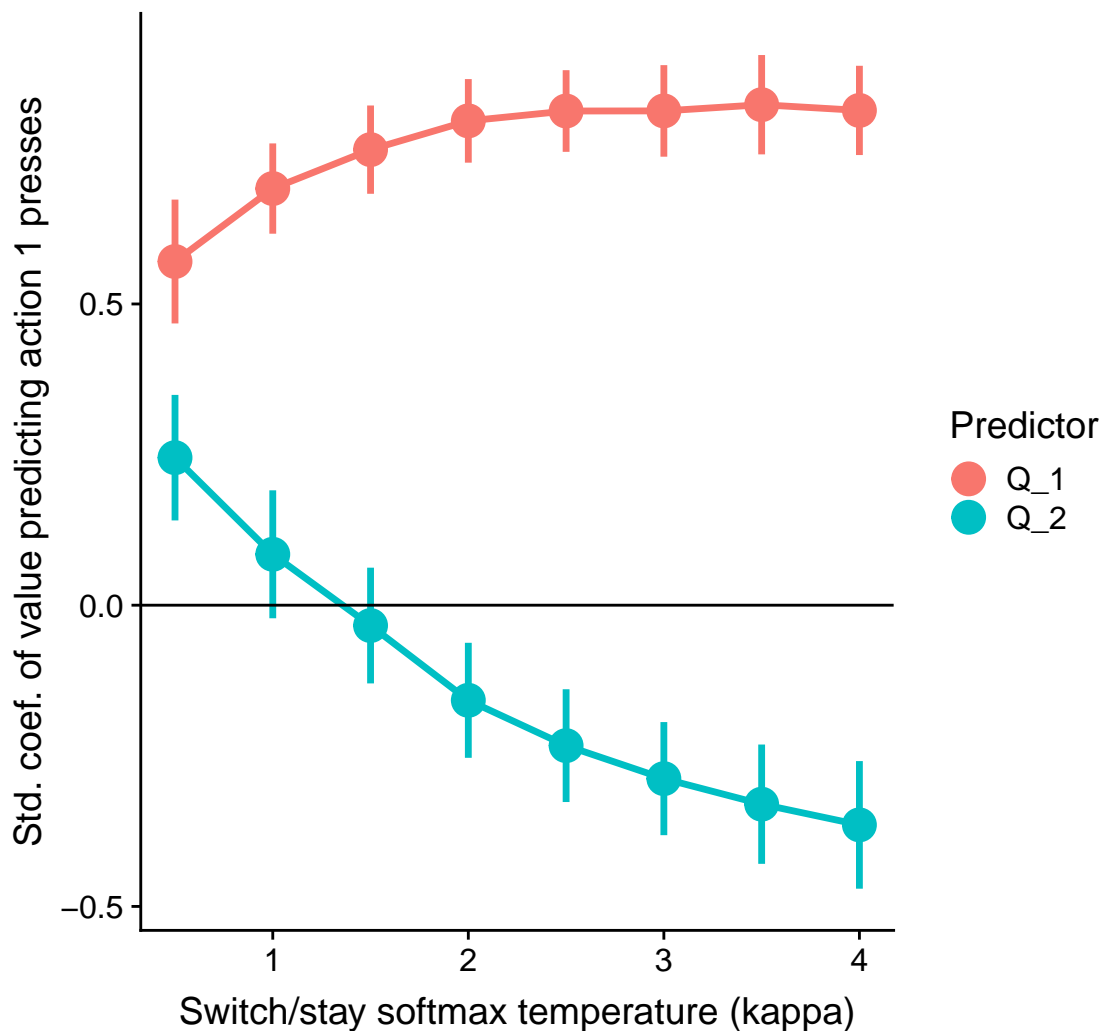 Std. coef. of value predicting action 1 presses
0.5
0.0
−0.5
1 2 3 4
Switch/stay softmax temperature (kappa)
Predictor
Q_1
Q_2